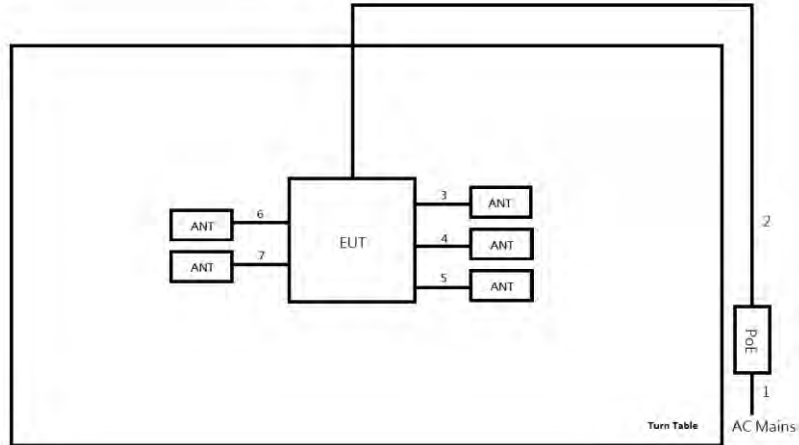 3
ANT
6
ANT
2
EUT
4
ANT
7
ANT
5
ANT
PoE
1
Turn Table
AC Mains